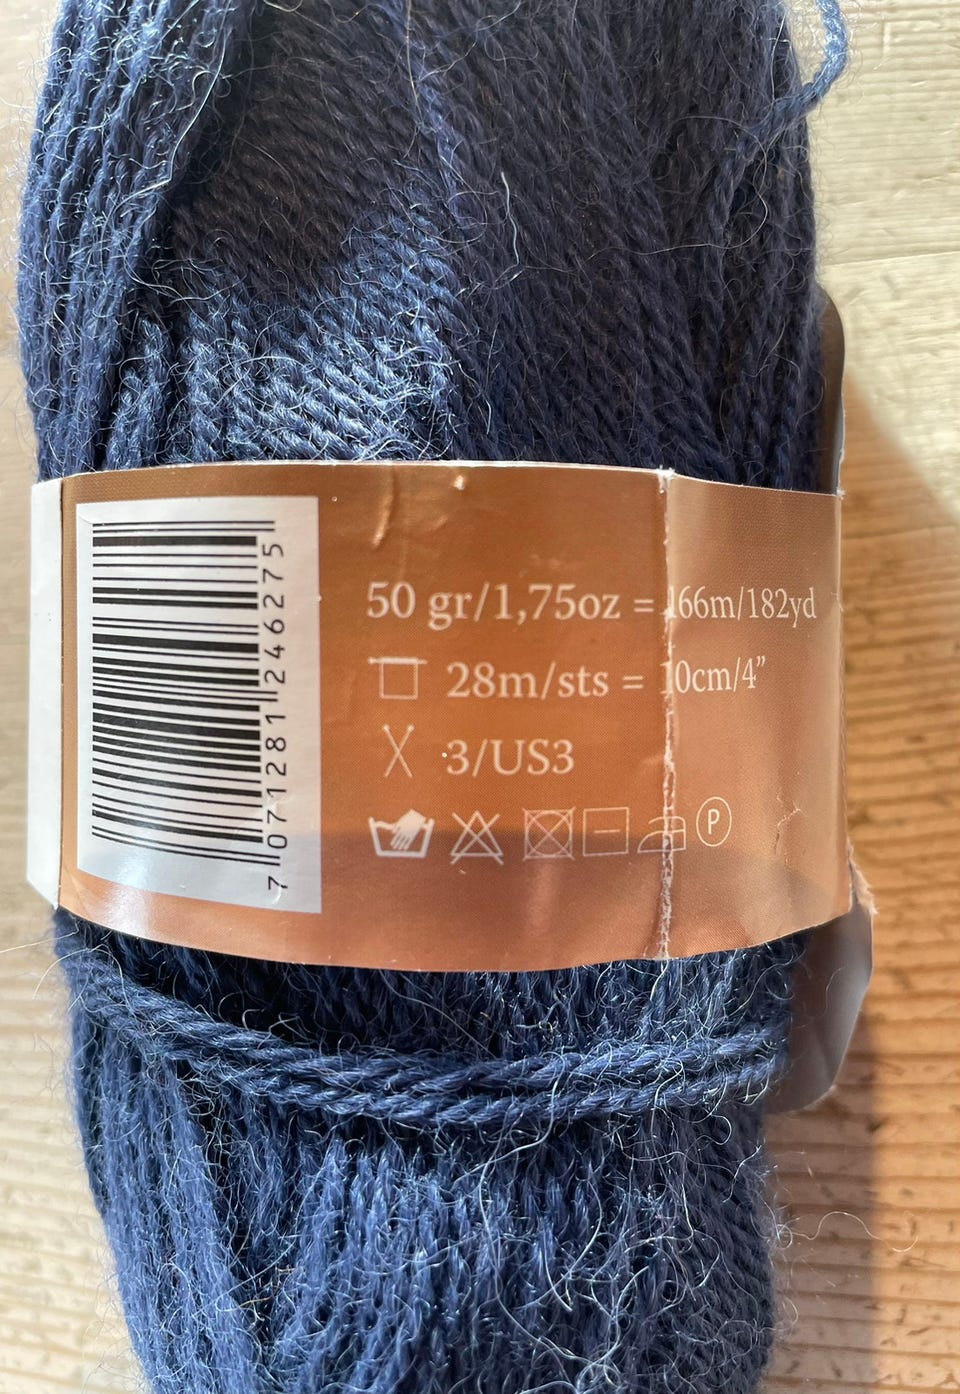 7 071281 246275
50 gr/1,75oz = 166m/182yd
28m/sts = 10cm/4”
3/US3
P